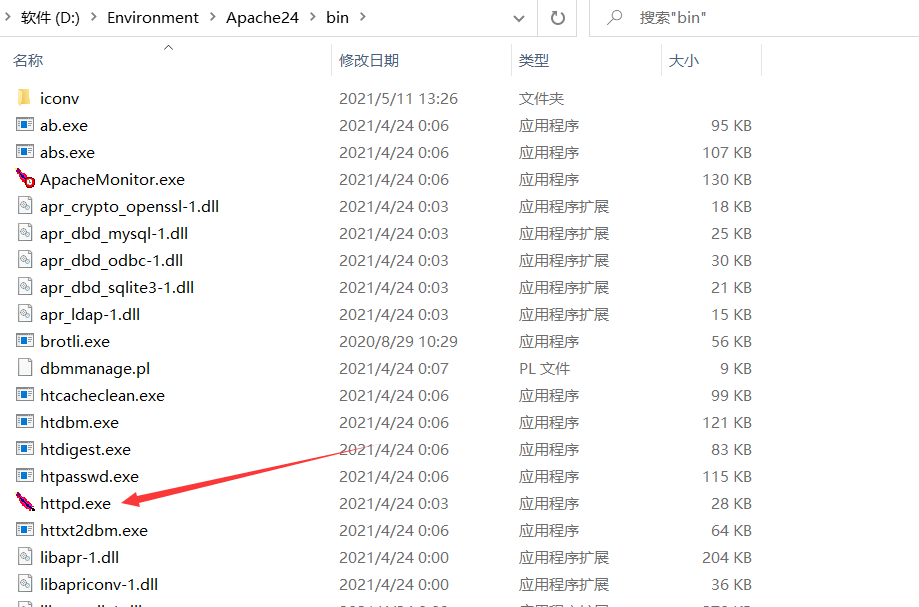 软件 (D:) > Environment > Apache24 > bin >
搜索"bin"
名称 修改日期 类型 大小
iconv 2021/5/11 13:26 文件夹
ab.exe 2021/4/24 0:06 应用程序 95 KB
abs.exe 2021/4/24 0:06 应用程序 107 KB
ApacheMonitor.exe 2021/4/24 0:06 应用程序 130 KB
apr_crypto_openssl-1.dll 2021/4/24 0:03 应用程序扩展 18 KB
apr_dbd_mysql-1.dll 2021/4/24 0:03 应用程序扩展 25 KB
apr_dbd_odbc-1.dll 2021/4/24 0:03 应用程序扩展 30 KB
apr_dbd_sqlite3-1.dll 2021/4/24 0:03 应用程序扩展 21 KB
apr_ldap-1.dll 2021/4/24 0:03 应用程序扩展 15 KB
brotli.exe 2020/8/29 10:29 应用程序 56 KB
dbmmanage.pl 2021/4/24 0:07 PL 文件 9 KB
htcacheclean.exe 2021/4/24 0:06 应用程序 99 KB
htdbm.exe 2021/4/24 0:06 应用程序 121 KB
htdigest.exe 2021/4/24 0:06 应用程序 83 KB
htpasswd.exe 2021/4/24 0:06 应用程序 115 KB
httpd.exe 2021/4/24 0:03 应用程序 28 KB
httxt2dbm.exe 2021/4/24 0:06 应用程序 64 KB
libapr-1.dll 2021/4/24 0:00 应用程序扩展 204 KB
libapriconv-1.dll 2021/4/24 0:00 应用程序扩展 36 KB